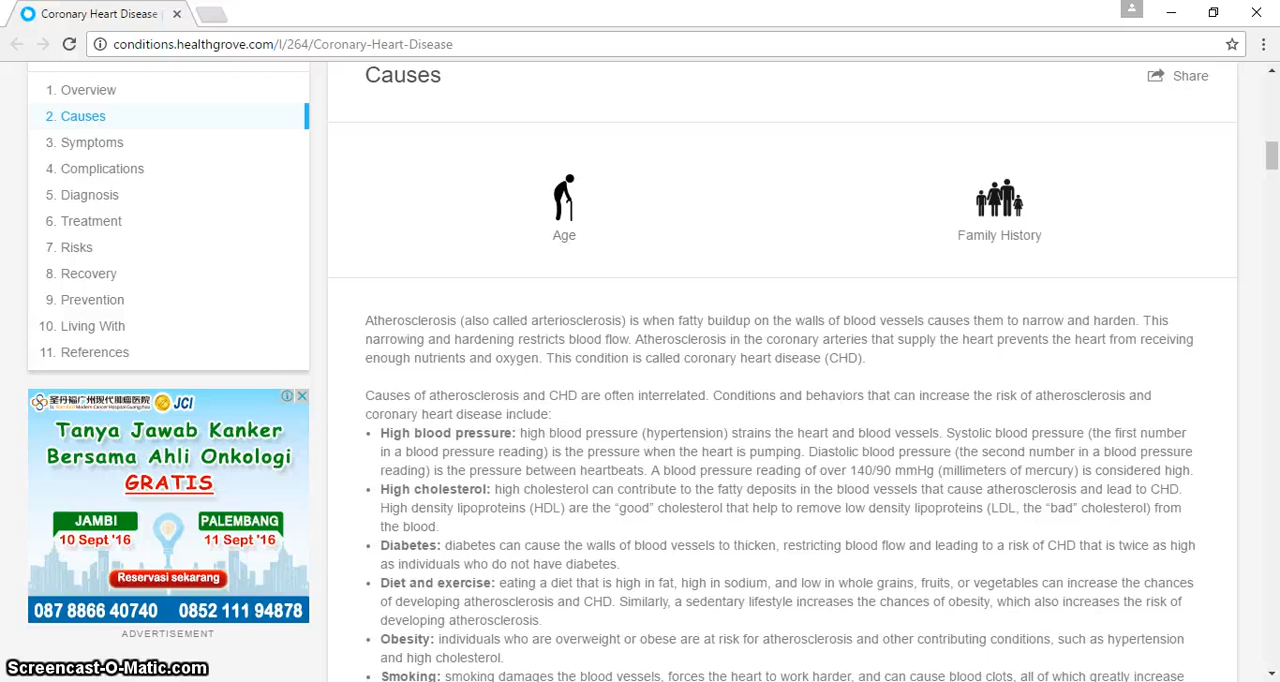 Coronary Heart Disease
conditions.healthgrove.com/l/264/Coronary-Heart-Disease
1. Overview
2. Causes
3. Symptoms
4. Complications
5. Diagnosis
6. Treatment
7. Risks
8. Recovery
9. Prevention
10. Living With
11. References
圣丹福广州现代肿瘤医院 JCI
St. Stamford Modern Cancer Hospital Guangzhou
Tanya Jawab Kanker
Bersama Ahli Onkologi
GRATIS
JAMBI
10 Sept '16
PALEMBANG
11 Sept '16
Reservasi sekarang
087 8866 40740 0852 111 94878
ADVERTISEMENT
Screencast-O-Matic.com
Causes
Share
Age
Family History
Atherosclerosis (also called arteriosclerosis) is when fatty buildup on the walls of blood vessels causes them to narrow and harden. This
narrowing and hardening restricts blood flow. Atherosclerosis in the coronary arteries that supply the heart prevents the heart from receiving
enough nutrients and oxygen. This condition is called coronary heart disease (CHD).
Causes of atherosclerosis and CHD are often interrelated. Conditions and behaviors that can increase the risk of atherosclerosis and
coronary heart disease include:
• High blood pressure: high blood pressure (hypertension) strains the heart and blood vessels. Systolic blood pressure (the first number
in a blood pressure reading) is the pressure when the heart is pumping. Diastolic blood pressure (the second number in a blood pressure
reading) is the pressure between heartbeats. A blood pressure reading of over 140/90 mmHg (millimeters of mercury) is considered high.
• High cholesterol: high cholesterol can contribute to the fatty deposits in the blood vessels that cause atherosclerosis and lead to CHD.
High density lipoproteins (HDL) are the “good” cholesterol that help to remove low density lipoproteins (LDL, the “bad” cholesterol) from
the blood.
• Diabetes: diabetes can cause the walls of blood vessels to thicken, restricting blood flow and leading to a risk of CHD that is twice as high
as individuals who do not have diabetes.
• Diet and exercise: eating a diet that is high in fat, high in sodium, and low in whole grains, fruits, or vegetables can increase the chances
of developing atherosclerosis and CHD. Similarly, a sedentary lifestyle increases the chances of obesity, which also increases the risk of
developing atherosclerosis.
• Obesity: individuals who are overweight or obese are at risk for atherosclerosis and other contributing conditions, such as hypertension
and high cholesterol.
• Smoking: smoking damages the blood vessels, forces the heart to work harder, and can cause blood clots, all of which greatly increase